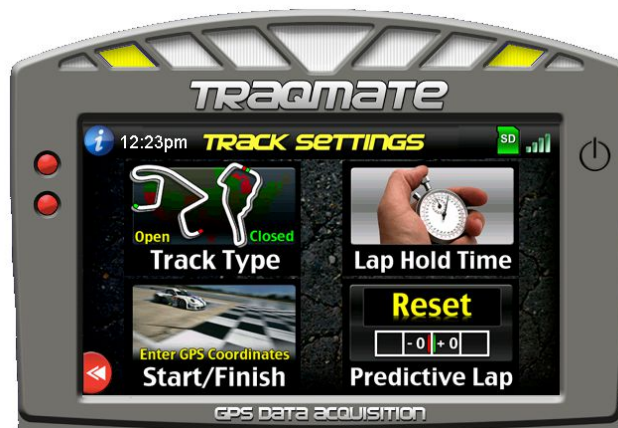 TRAQMATE
i 12:23pm TRACK SETTINGS SD
Open Closed
Track Type
Lap Hold Time
Enter GPS Coordinates
Start/Finish
Reset
- 0 + 0
Predictive Lap
GPS DATA ACQUISITION